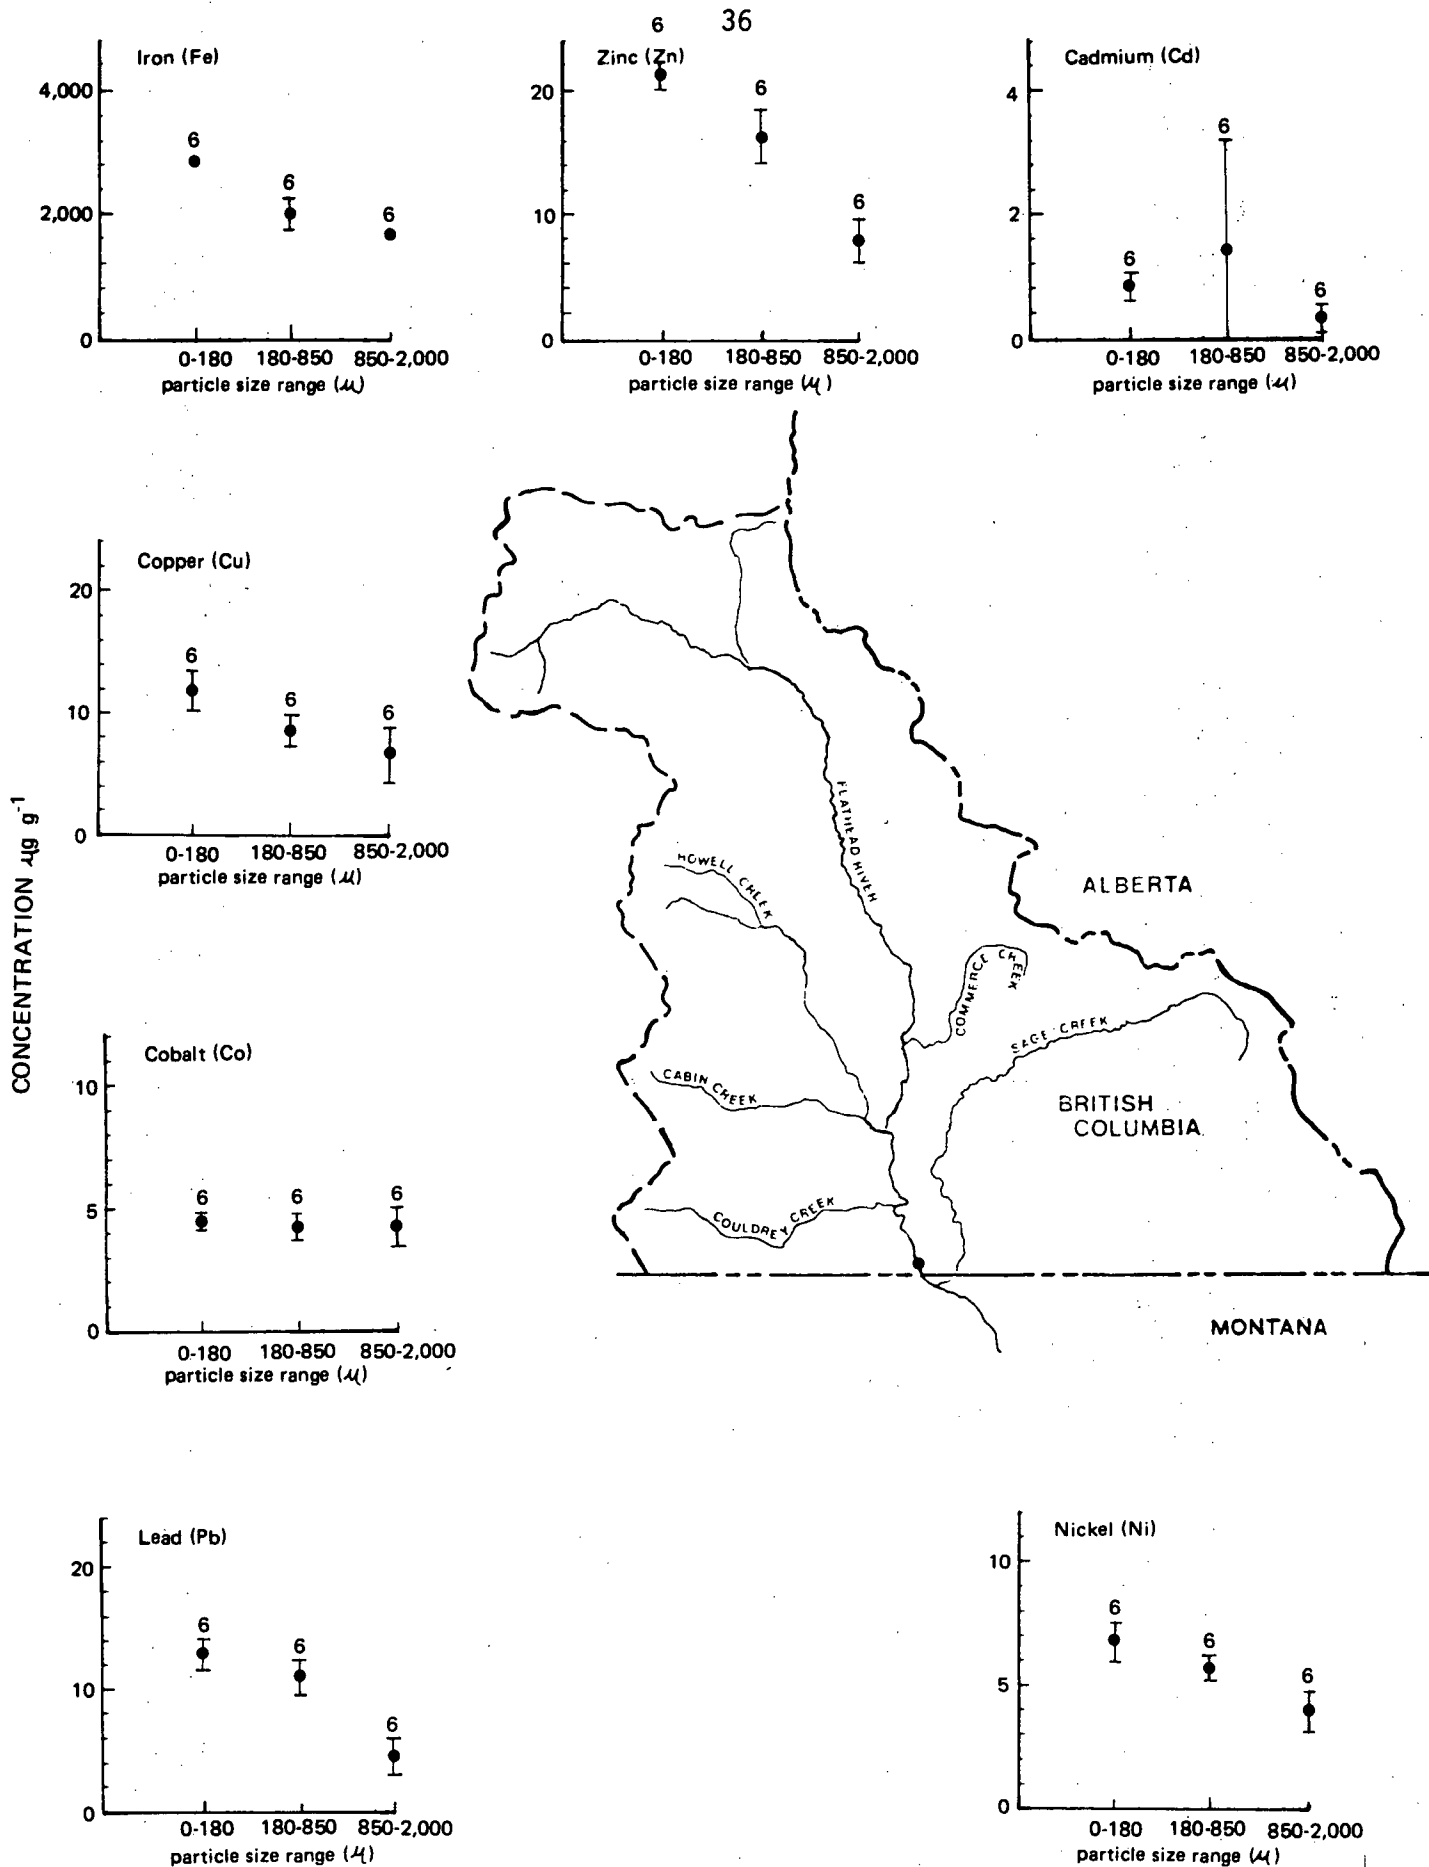 36
Iron (Fe)
4,000
2,000
0
6
6
6
0-180 180-850 850-2,000
particle size range (μ)
Zinc (Zn)
20
10
0
6
6
6
0-180 180-850 850-2,000
particle size range (μ)
Cadmium (Cd)
4
2
0
6
6
6
0-180 180-850 850-2,000
particle size range (μ)
CONCENTRATION μg g⁻¹
Copper (Cu)
20
10
0
6
6
6
0-180 180-850 850-2,000
particle size range (μ)
Cobalt (Co)
10
5
0
6
6
6
0-180 180-850 850-2,000
particle size range (μ)
FLATHEAD RIVER
HOWELL CREEK
COMMERCE CREEK
SAGE CREEK
CABIN CREEK
COULDREY CREEK
ALBERTA
BRITISH
COLUMBIA
MONTANA
Lead (Pb)
20
10
0
6
6
6
0-180 180-850 850-2,000
particle size range (μ)
Nickel (Ni)
10
5
0
6
6
6
0-180 180-850 850-2,000
particle size range (μ)